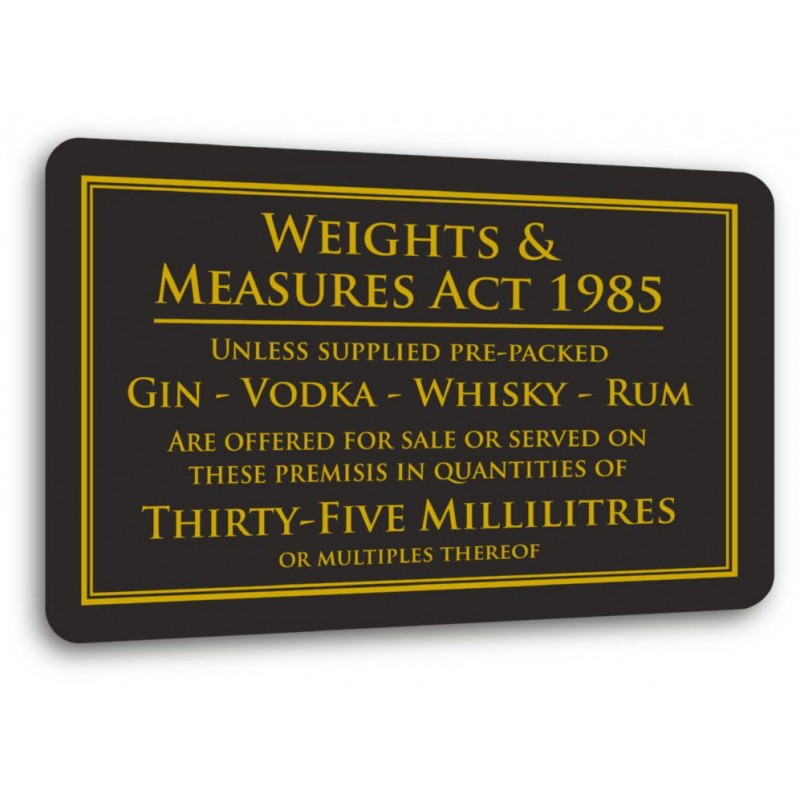 WEIGHTS &
MEASURES ACT 1985
UNLESS SUPPLIED PRE-PACKED
GIN - VODKA - WHISKY - RUM
ARE OFFERED FOR SALE OR SERVED ON
THESE PREMISIS IN QUANTITIES OF
THIRTY-FIVE MILLILITRES
OR MULTIPLES THEREOF